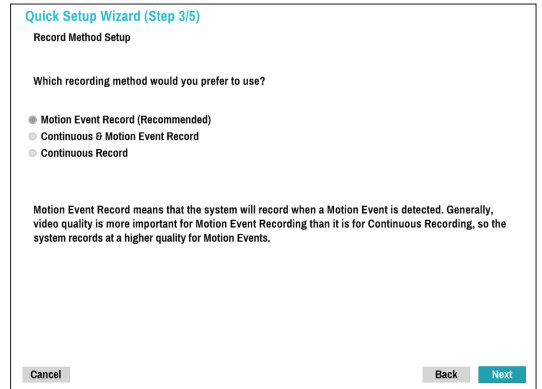 Quick Setup Wizard (Step 3/5)
Record Method Setup
Which recording method would you prefer to use?
Motion Event Record (Recommended)
Continuous & Motion Event Record
Continuous Record
Motion Event Record means that the system will record when a Motion Event is detected. Generally,
video quality is more important for Motion Event Recording than it is for Continuous Recording, so the
system records at a higher quality for Motion Events.
Cancel
Back
Next